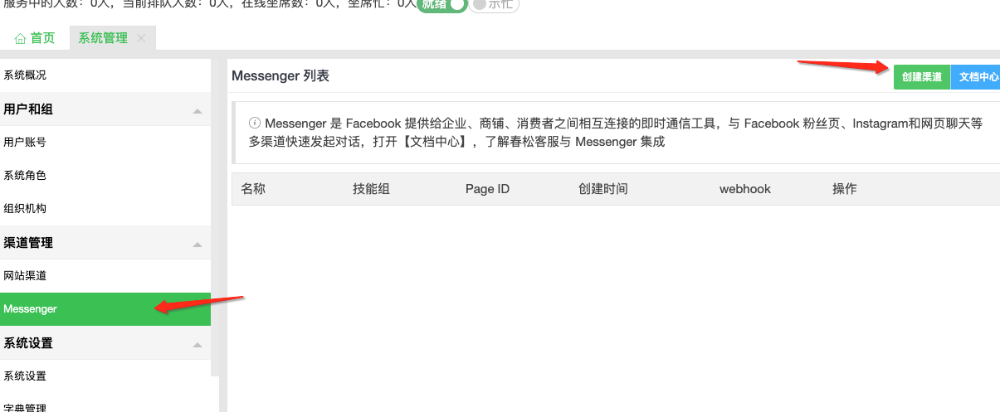 服务中的人数：0人，当前排队人数：0人，在线坐席数：0人，坐席忙：0人 就绪 示忙
首页 系统管理
系统概况
用户和组
用户账号
系统角色
组织机构
渠道管理
网站渠道
Messenger
系统设置
系统设置
字典管理
Messenger 列表
创建渠道 文档中心
Messenger 是 Facebook 提供给企业、商铺、消费者之间相互连接的即时通信工具，与 Facebook 粉丝页、Instagram和网页聊天等
多渠道快速发起对话，打开【文档中心】，了解春松客服与 Messenger 集成
名称 技能组 Page ID 创建时间 webhook 操作